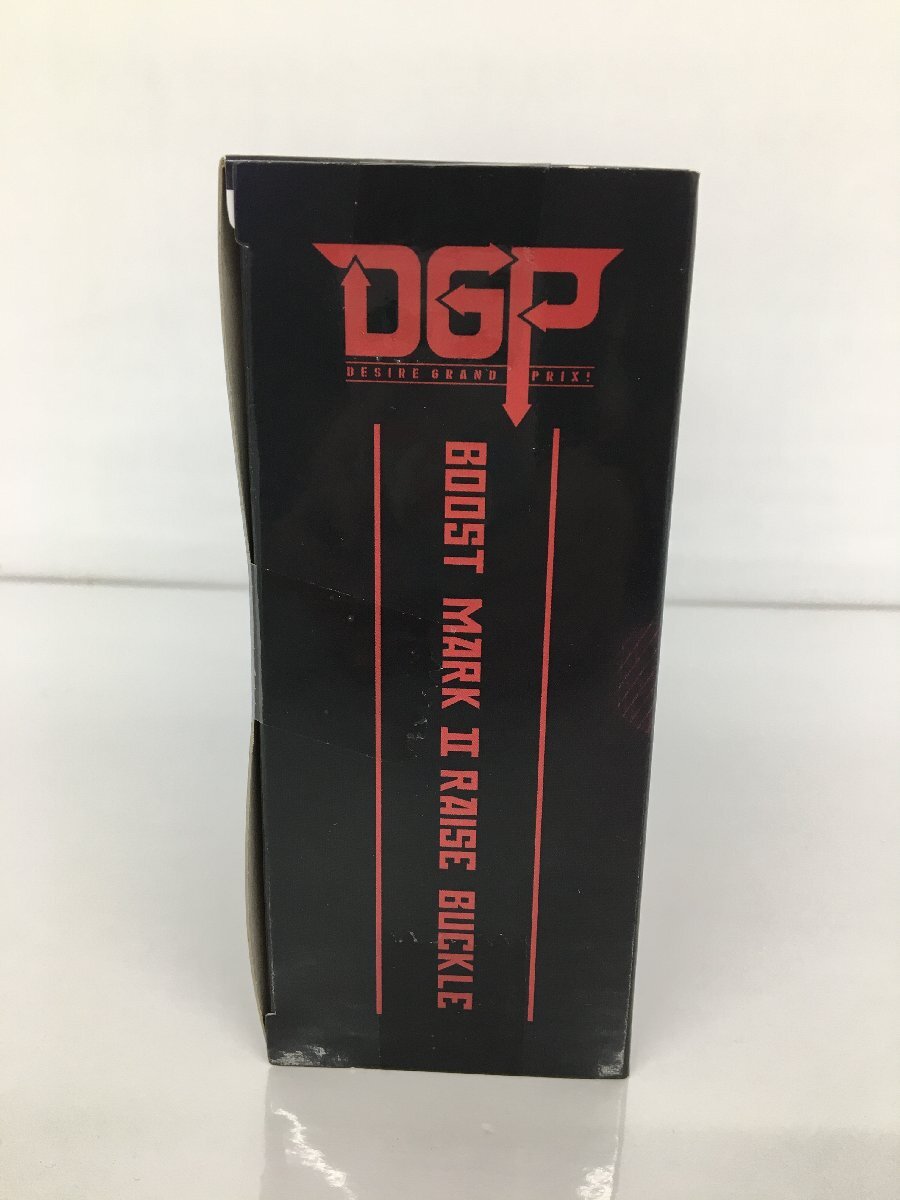 DGP
DESIRE GRAND PRIX!
BOOST MARK II RAISE BUCKLE